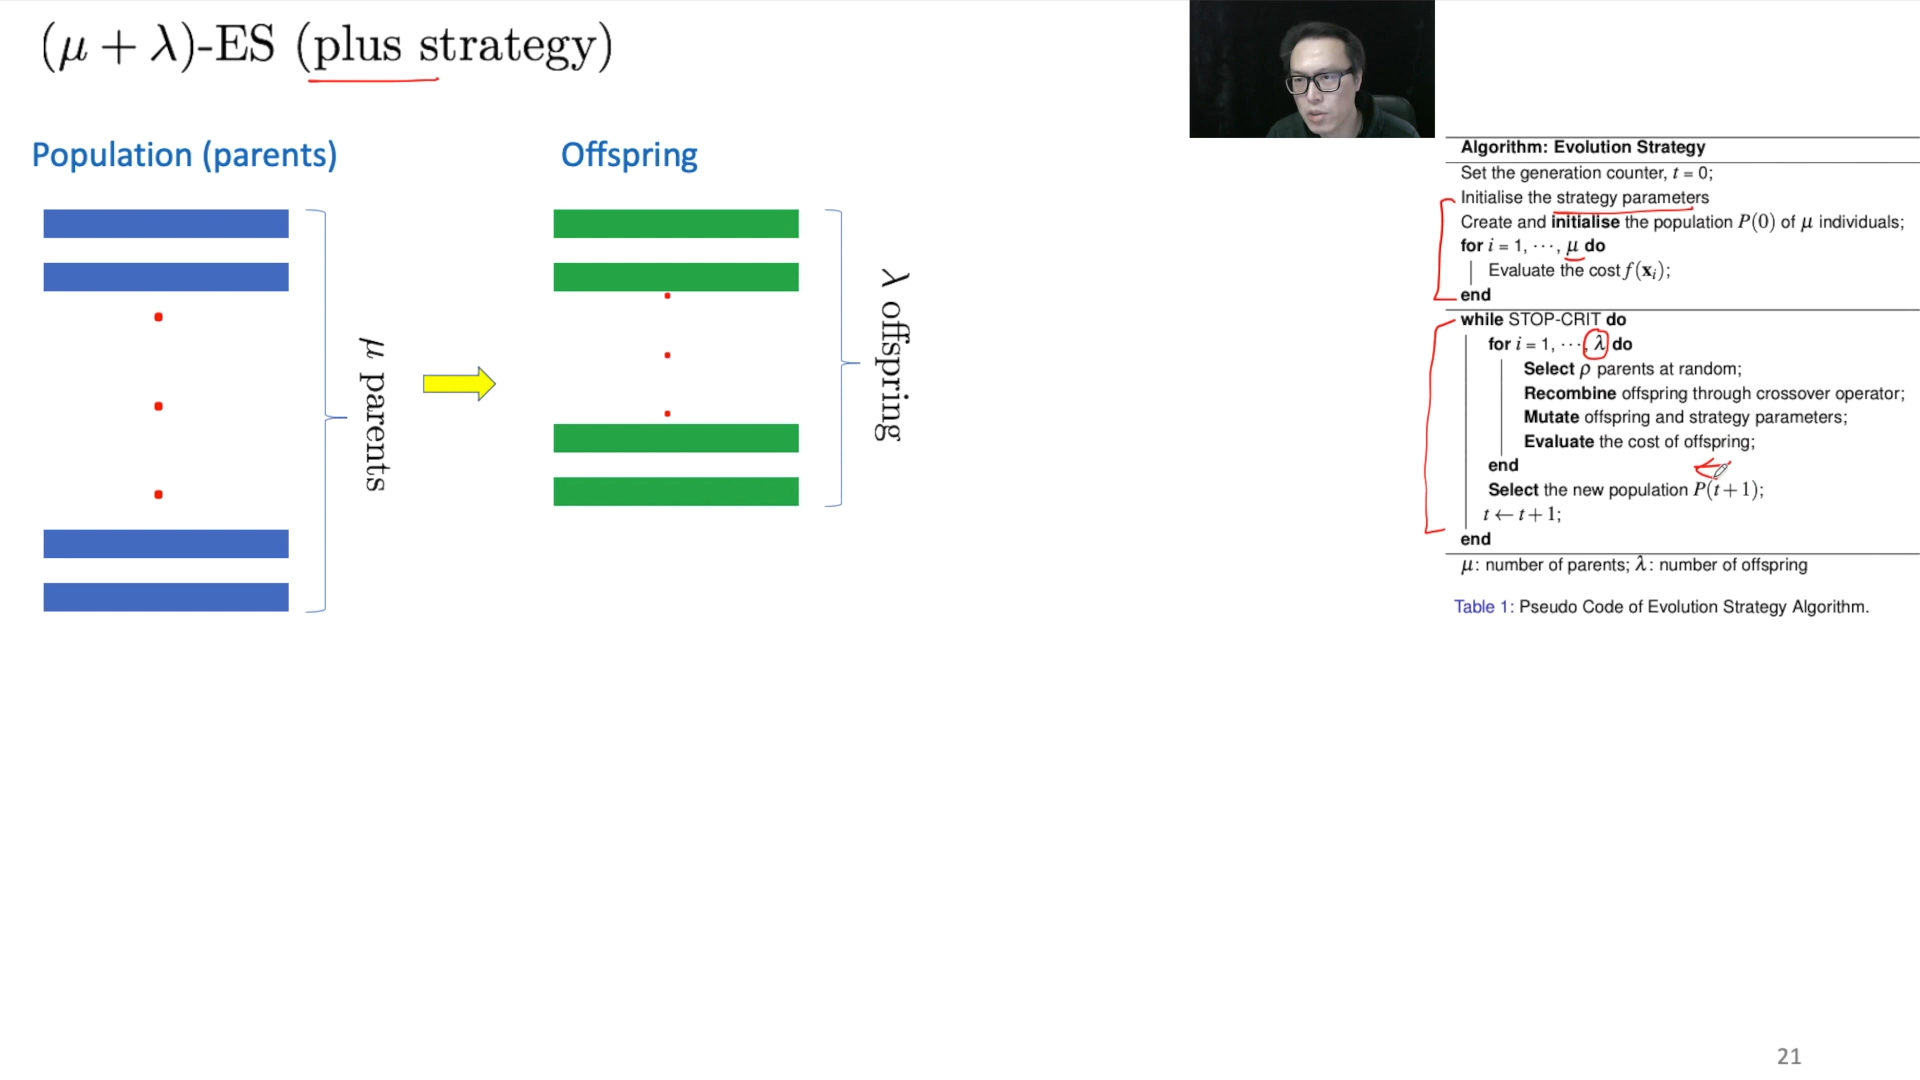 (μ + λ)-ES (plus strategy)
Population (parents)
Offspring
μ parents
λ offspring
Algorithm: Evolution Strategy
Set the generation counter, t = 0;
Initialise the strategy parameters
Create and initialise the population P(0) of μ individuals;
for i = 1, ⋯, μ do
Evaluate the cost f(xᵢ);
end
while STOP-CRIT do
for i = 1, ⋯, λ do
Select ρ parents at random;
Recombine offspring through crossover operator;
Mutate offspring and strategy parameters;
Evaluate the cost of offspring;
end
Select the new population P(t+1);
t ← t+1;
end
μ: number of parents; λ: number of offspring
Table 1: Pseudo Code of Evolution Strategy Algorithm.
21